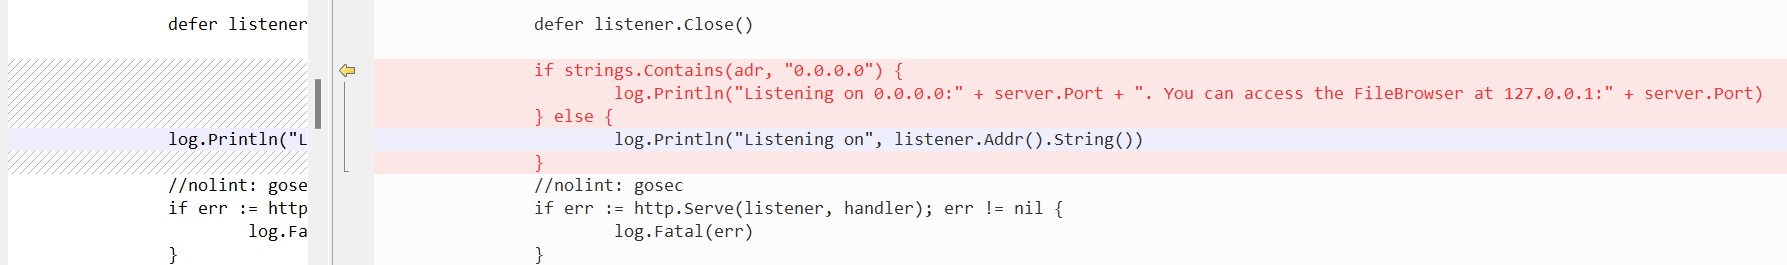 defer listener
log.Println("L
//nolint: gose
if err := http
log.Fa
}
defer listener.Close()
if strings.Contains(adr, "0.0.0.0") {
log.Println("Listening on 0.0.0.0:" + server.Port + ". You can access the FileBrowser at 127.0.0.1:" + server.Port)
} else {
log.Println("Listening on", listener.Addr().String())
}
//nolint: gosec
if err := http.Serve(listener, handler); err != nil {
log.Fatal(err)
}